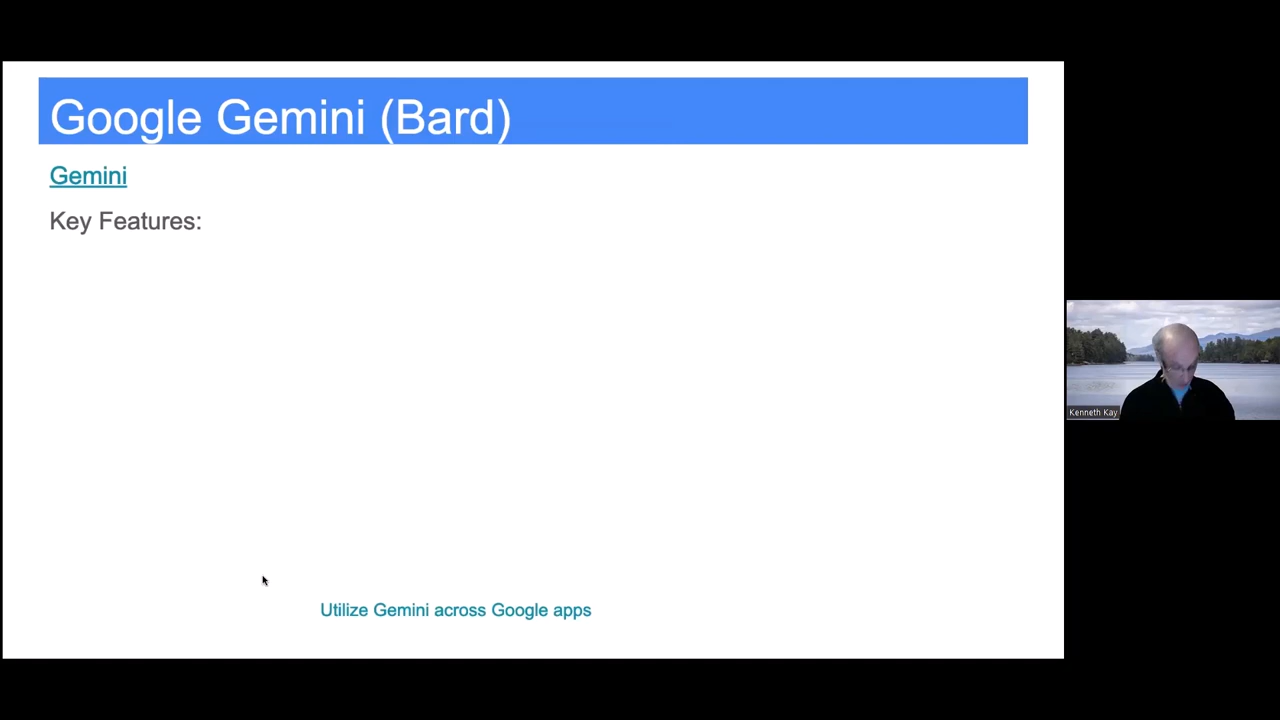 Google Gemini (Bard)
Gemini
Key Features:
Kenneth Kay
Utilize Gemini across Google apps